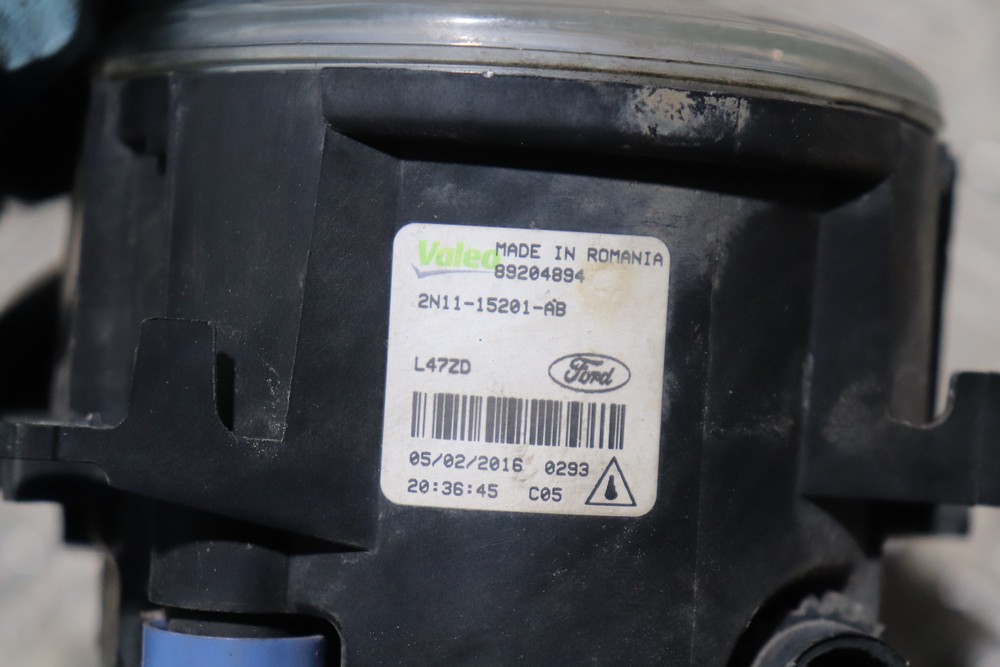 Valeo MADE IN ROMANIA
89204894
2N11-15201-AB
L47ZD Ford
05/02/2016 0293
20:36:45 C05